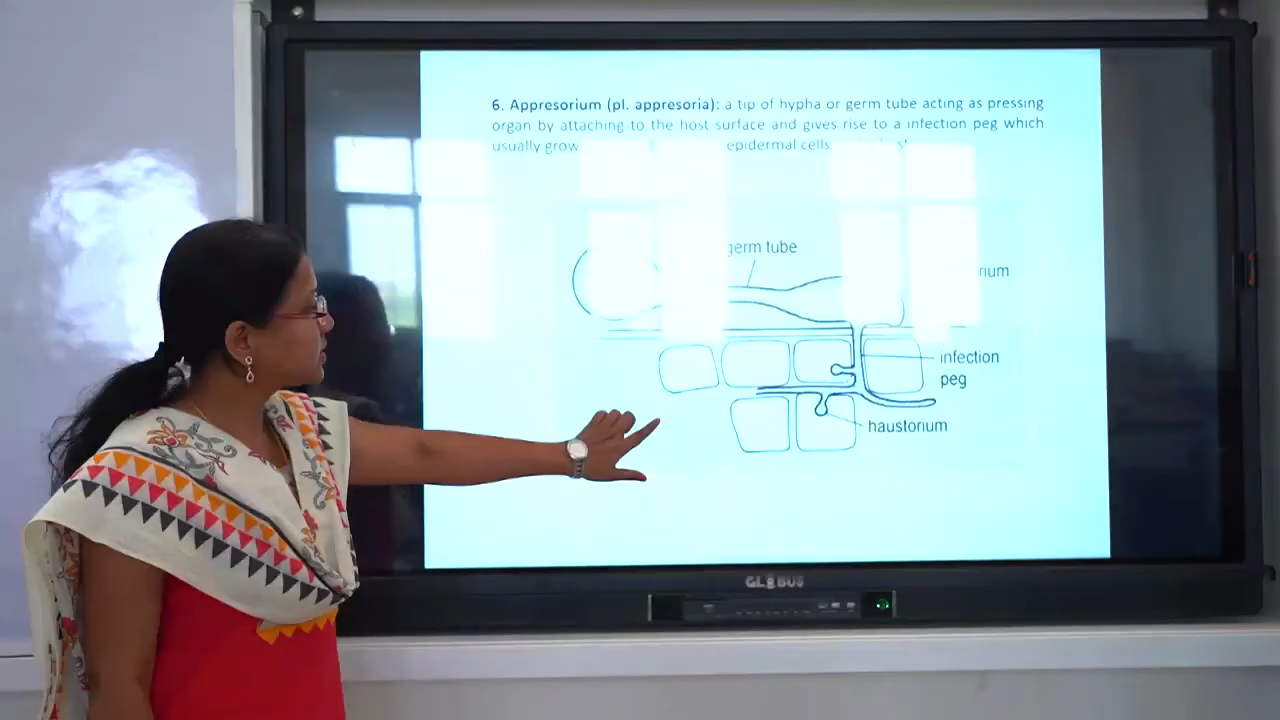 6. Appresorium (pl. appresoria): a tip of hypha or germ tube acting as pressing
organ by attaching to the host surface and gives rise to a infection peg which
usually grow epidermal cells
germ tube
infection
peg
haustorium
GLOBUS